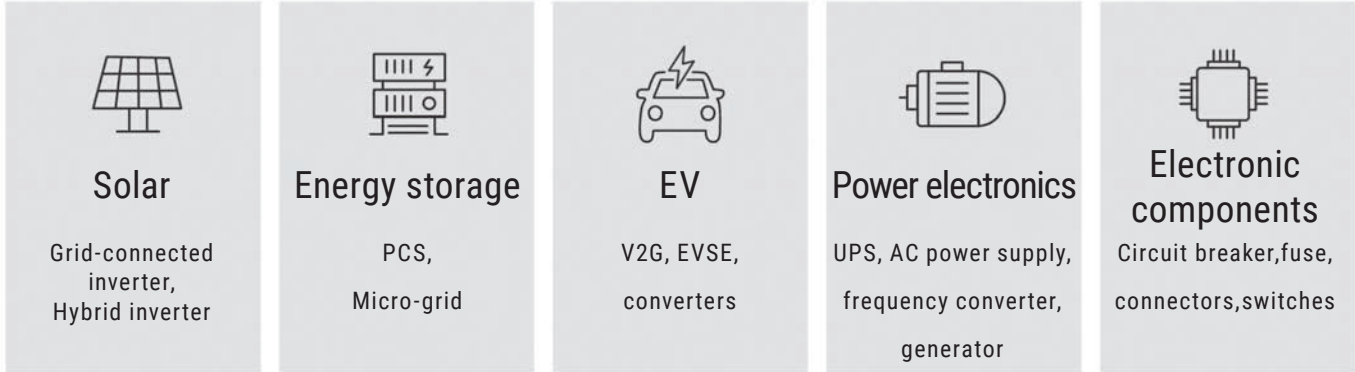 Solar
Grid-connected
inverter,
Hybrid inverter
Energy storage
PCS,
Micro-grid
EV
V2G, EVSE,
converters
Power electronics
UPS, AC power supply,
frequency converter,
generator
Electronic
components
Circuit breaker,fuse,
connectors,switches